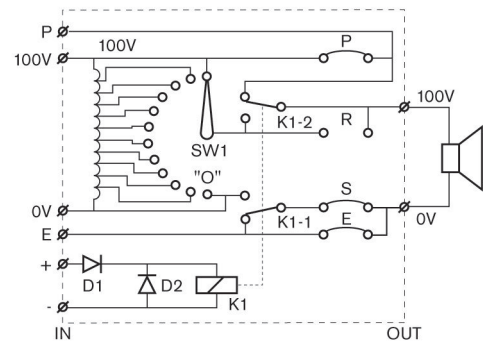 P
100V
100V
P
100V
K1-2
R
SW1
"O"
S
0V
K1-1
E
0V
E
+
D1
D2
K1
-
IN
OUT